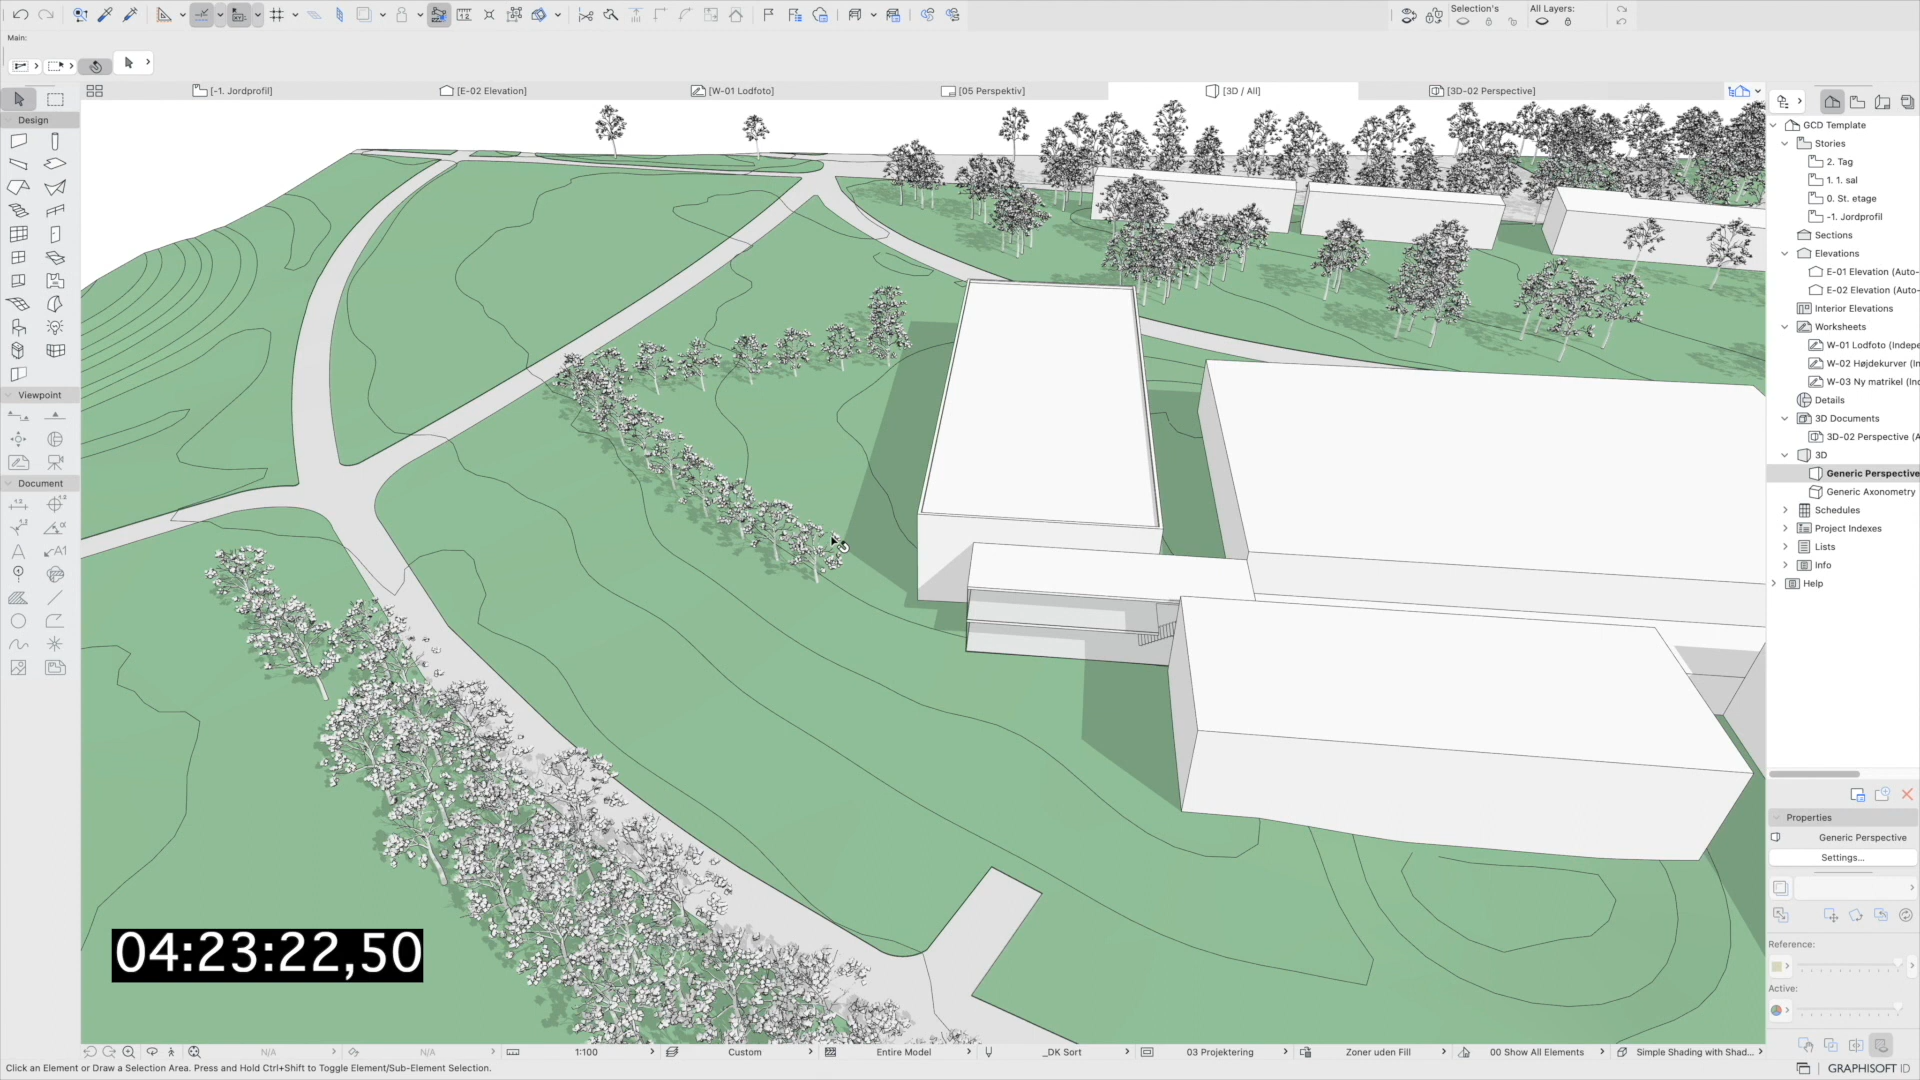 Selection's
All Layers:
Main:
[-1. Jordprofil]
[E-02 Elevation]
[W-01 Lodfoto]
[05 Perspektiv]
[3D / All]
[3D-02 Perspective]
Design
Viewpoint
Document
GCD Template
Stories
2. Tag
1. 1. sal
0. St. etage
-1. Jordprofil
Sections
Elevations
E-01 Elevation (Auto-
E-02 Elevation (Auto-
Interior Elevations
Worksheets
W-01 Lodfoto (Indepe
W-02 Højdekurver (In
W-03 Ny matrikel (Ind
Details
3D Documents
3D-02 Perspective (A
3D
Generic Perspective
Generic Axonometry
Schedules
Project Indexes
Lists
Info
Help
Properties
Generic Perspective
Settings...
Reference:
Active:
04:23:22,50
N/A
N/A
1:100
Custom
Entire Model
_DK Sort
03 Projektering
Zoner uden Fill
00 Show All Elements
Simple Shading with Shad...
Click an Element or Draw a Selection Area. Press and Hold Ctrl+Shift to Toggle Element/Sub-Element Selection.
GRAPHISOFT ID